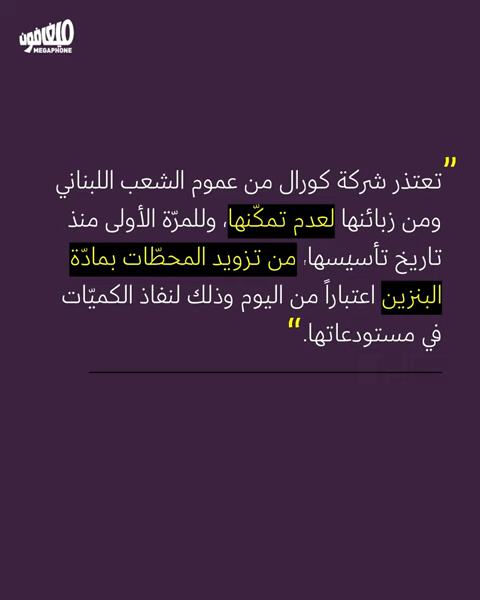 ميغافون
MEGAPHONE
"تعتذر شركة كورال من عموم الشعب اللبناني
ومن زبائنها لعدم تمكّنها، وللمرّة الأولى منذ
تاريخ تأسيسها، من تزويد المحطّات بمادّة
البنزين اعتباراً من اليوم وذلك لنفاذ الكميّات
في مستودعاتها."